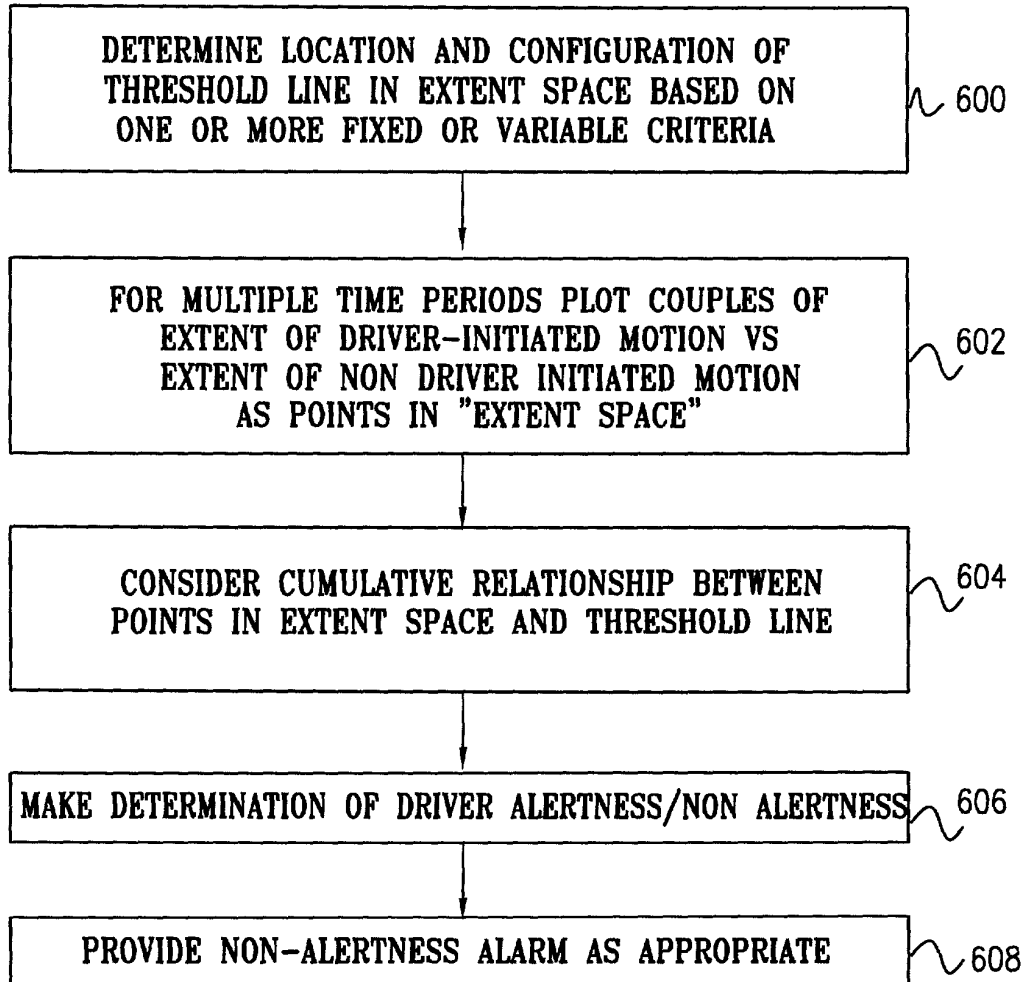 DETERMINE LOCATION AND CONFIGURATION OF
THRESHOLD LINE IN EXTENT SPACE BASED ON
ONE OR MORE FIXED OR VARIABLE CRITERIA
600
FOR MULTIPLE TIME PERIODS PLOT COUPLES OF
EXTENT OF DRIVER-INITIATED MOTION VS
EXTENT OF NON DRIVER INITIATED MOTION
AS POINTS IN "EXTENT SPACE"
602
CONSIDER CUMULATIVE RELATIONSHIP BETWEEN
POINTS IN EXTENT SPACE AND THRESHOLD LINE
604
MAKE DETERMINATION OF DRIVER ALERTNESS/NON ALERTNESS
606
PROVIDE NON-ALERTNESS ALARM AS APPROPRIATE
608